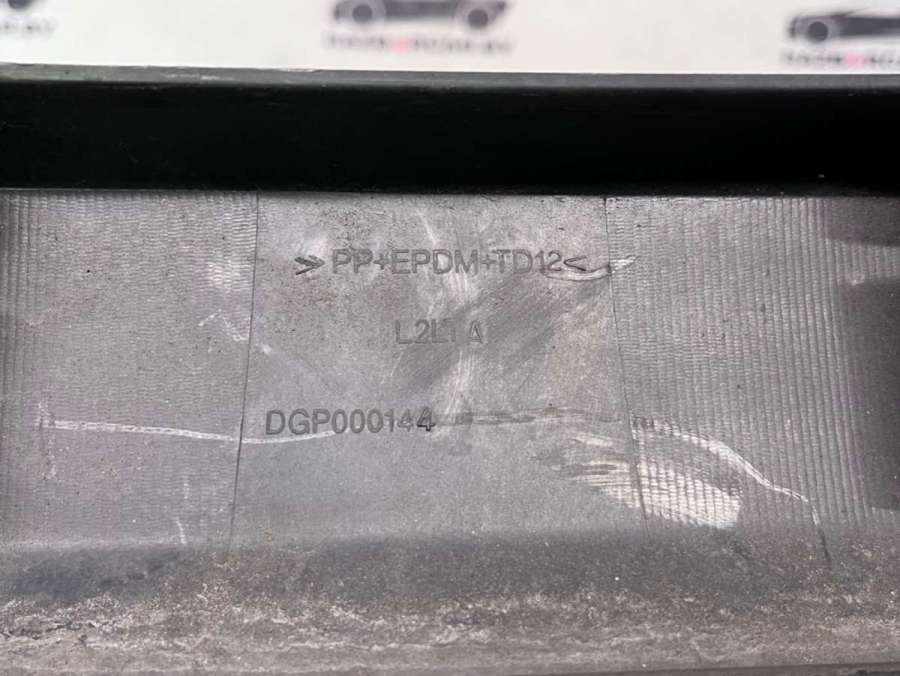 >PP+EPDM+TD12<
L2LTA
DGP000144